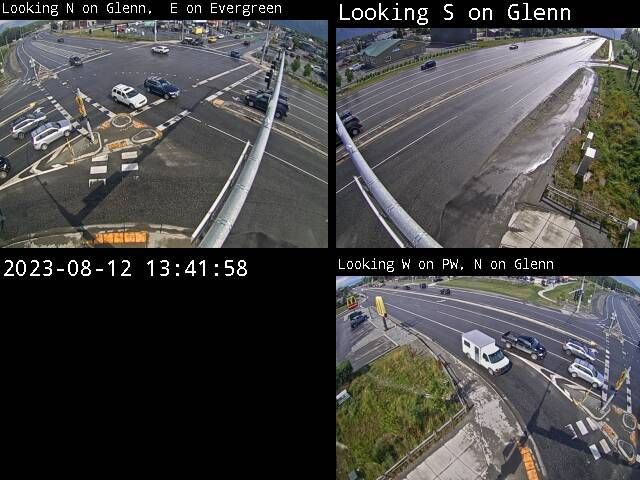 Looking N on Glenn,  E on Evergreen
Looking S on Glenn
2023-08-12 13:41:58
Looking W on PW, N on Glenn